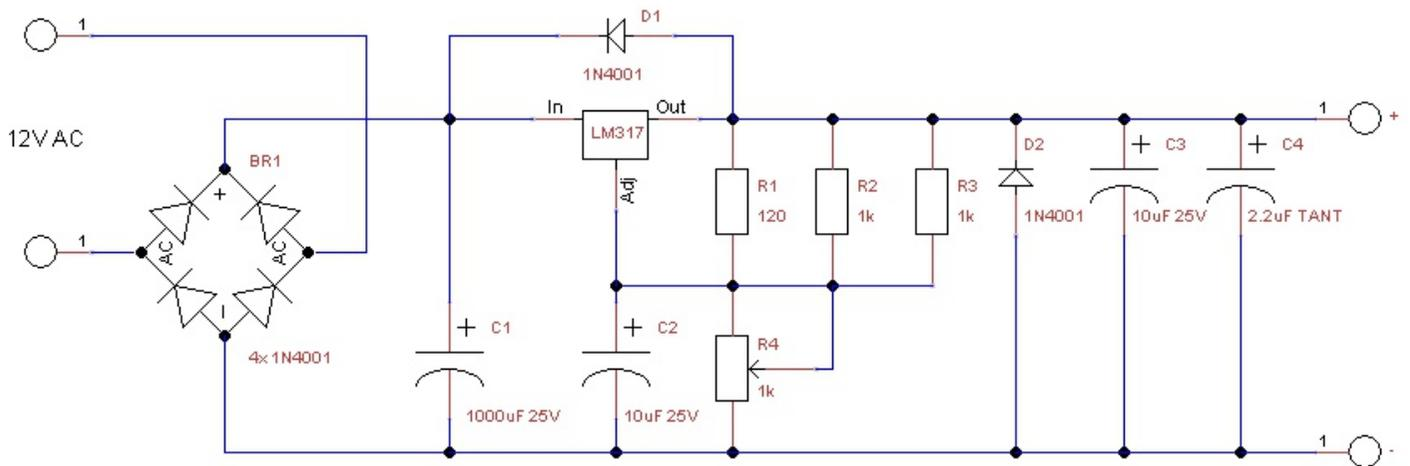 1
D1
1N4001
In
Out
1
+
12V AC
LM317
Adj
BR1
+
AC
AC
–
4x 1N4001
R1
120
R2
1k
R3
1k
D2
1N4001
+ C3
10uF 25V
+ C4
2.2uF TANT
1
+ C1
1000uF 25V
+ C2
10uF 25V
R4
1k
1
-